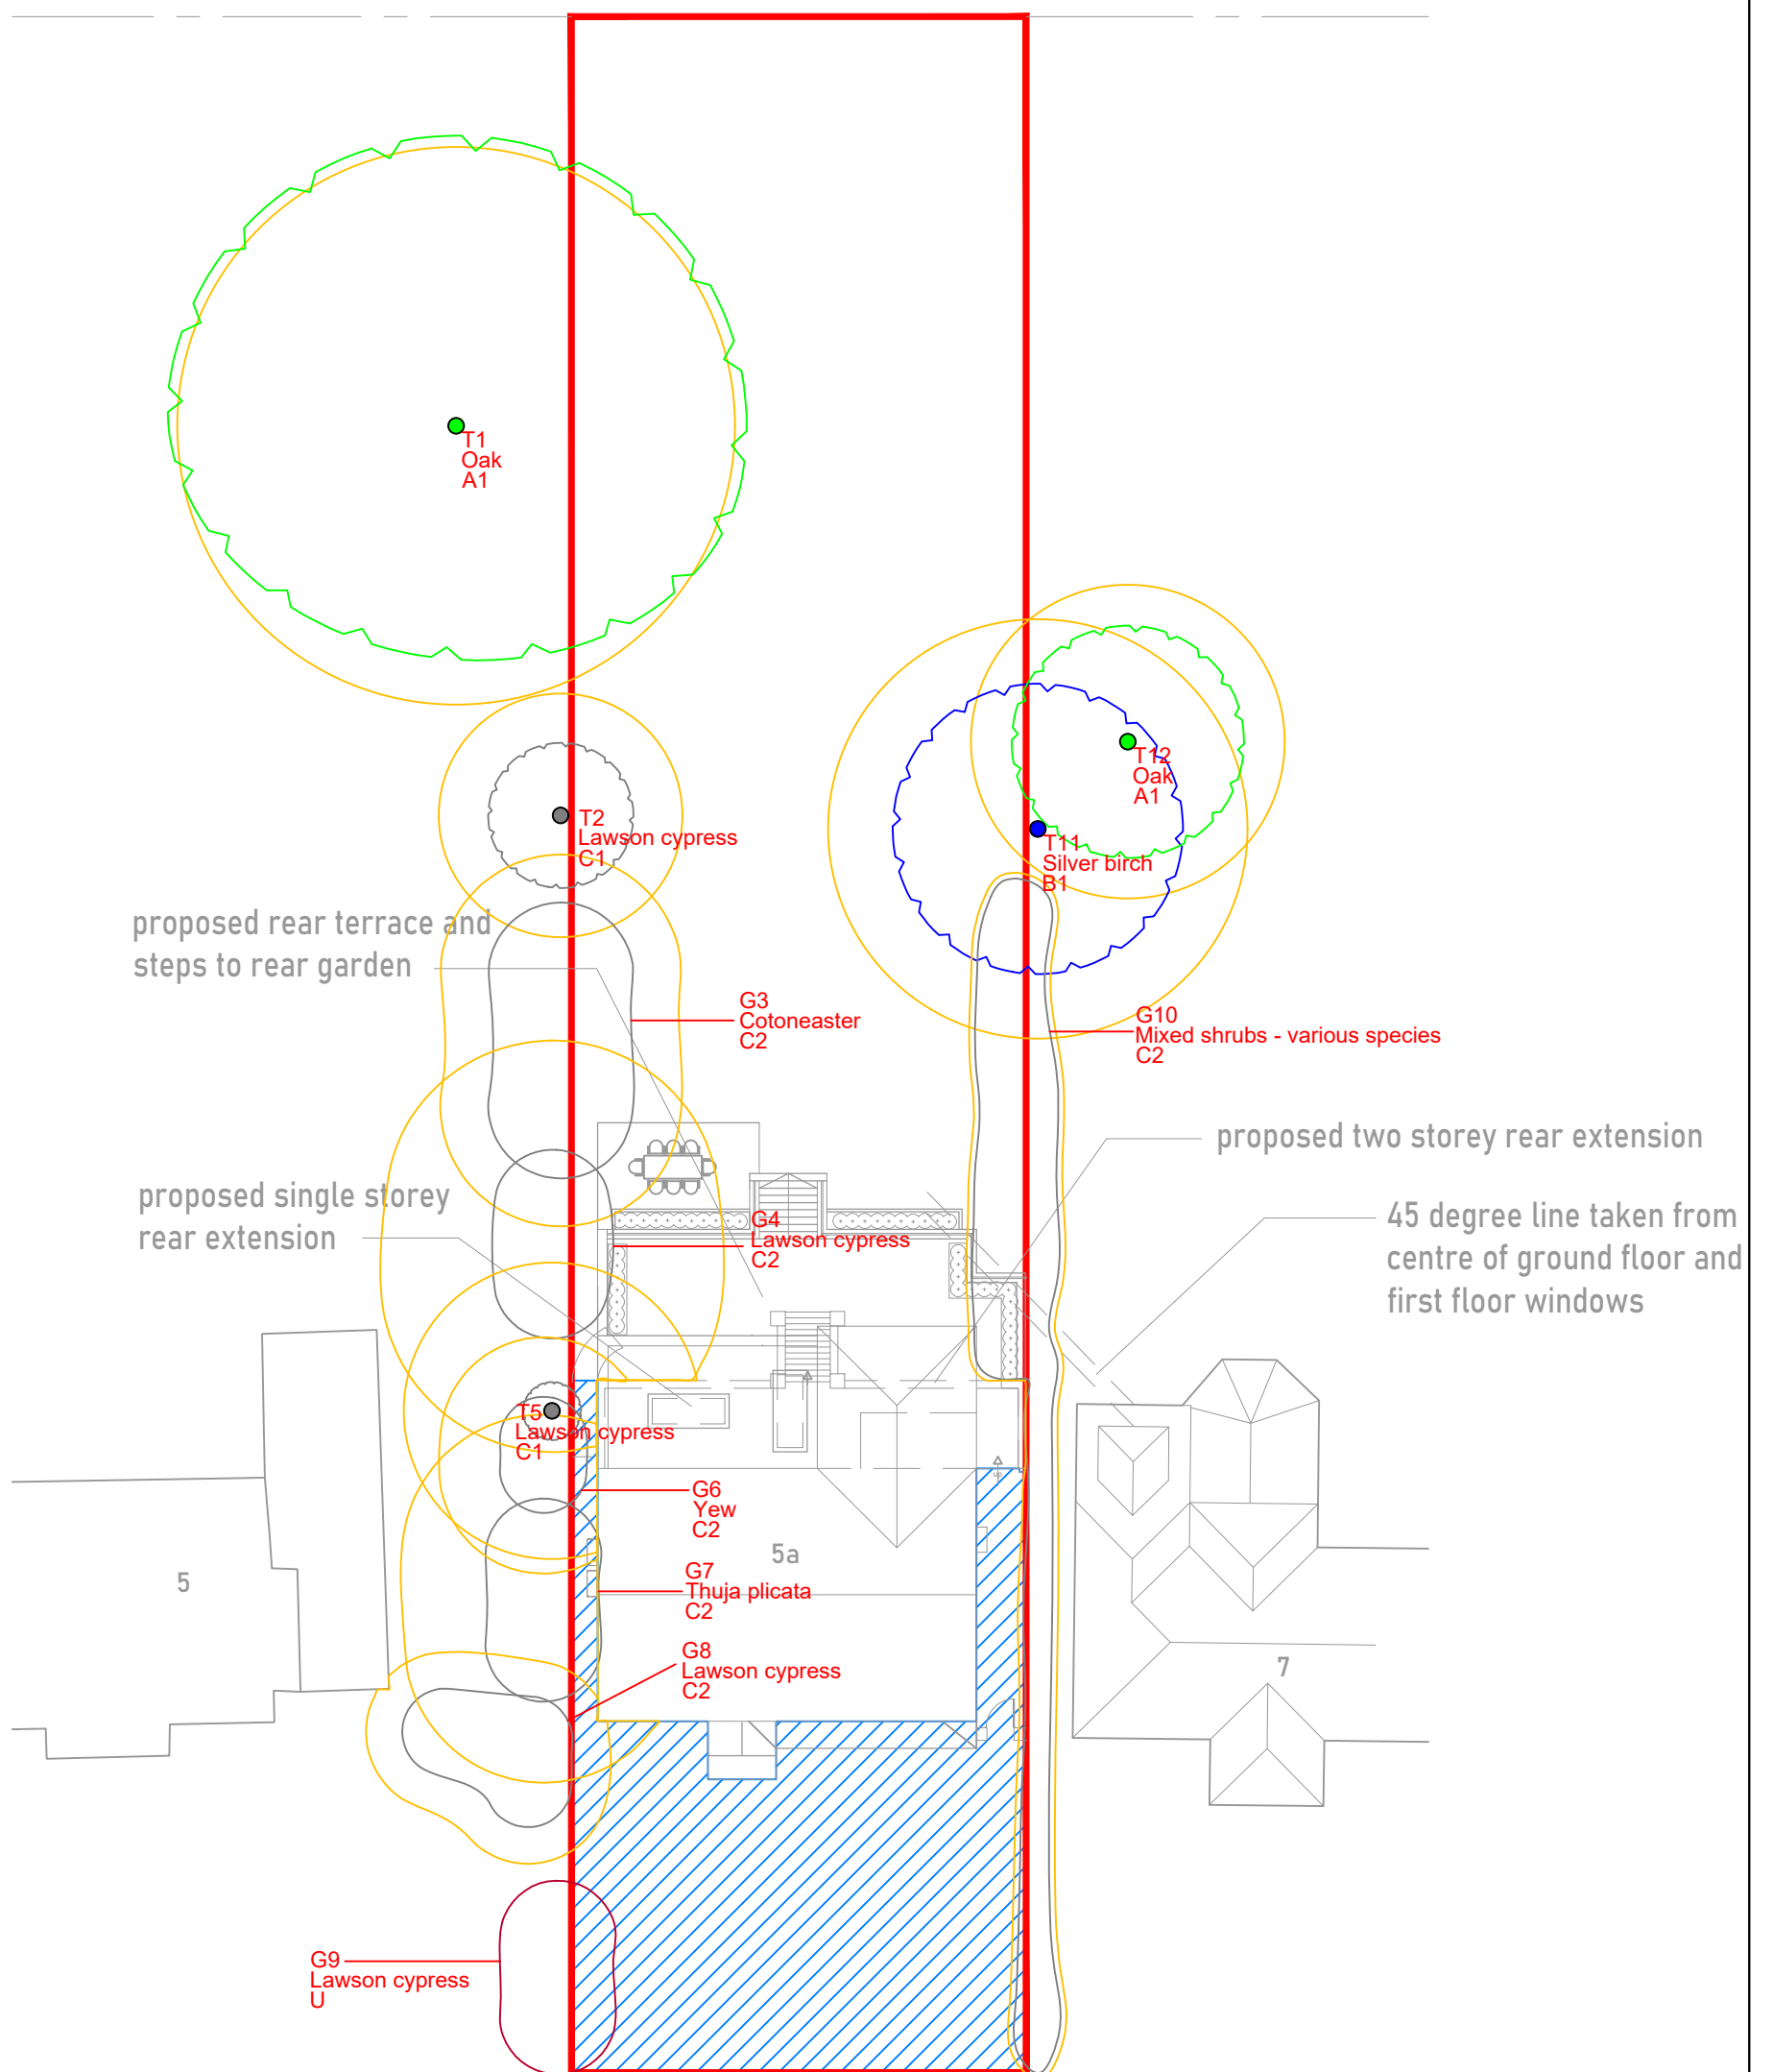 T1
Oak
A1
T12
Oak
A1
T2
Lawson cypress
C1
T11
Silver birch
B1
proposed rear terrace and
steps to rear garden
G3
Cotoneaster
C2
G10
Mixed shrubs - various species
C2
proposed two storey rear extension
proposed single storey
rear extension
G4
Lawson cypress
C2
45 degree line taken from
centre of ground floor and
first floor windows
T5
Lawson cypress
C1
up
G6
Yew
C2
5a
5
G7
Thuja plicata
C2
G8
Lawson cypress
C2
7
G9
Lawson cypress
U